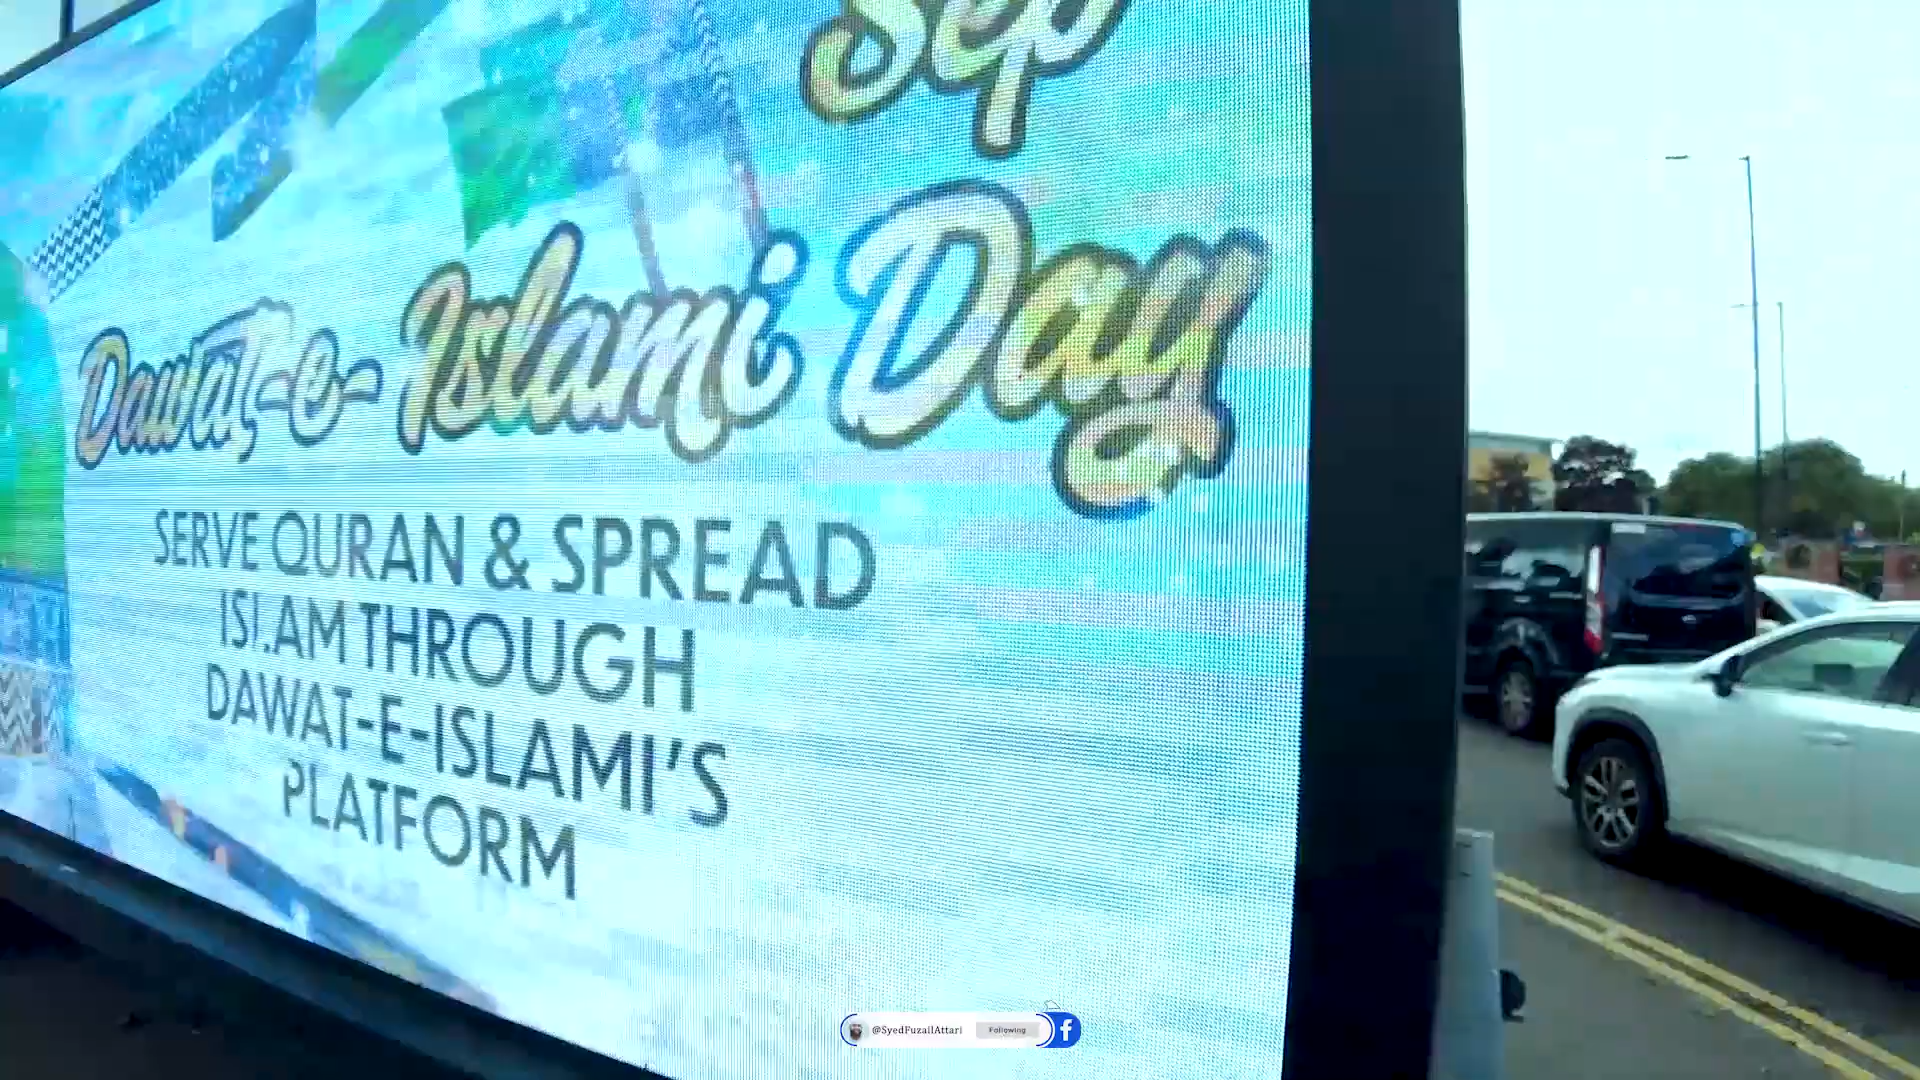 Sep
Dawat-e-Islami Day
SERVE QURAN & SPREAD
ISLAM THROUGH
DAWAT-E-ISLAMI'S
PLATFORM
@SyedFuzailAttari
Following